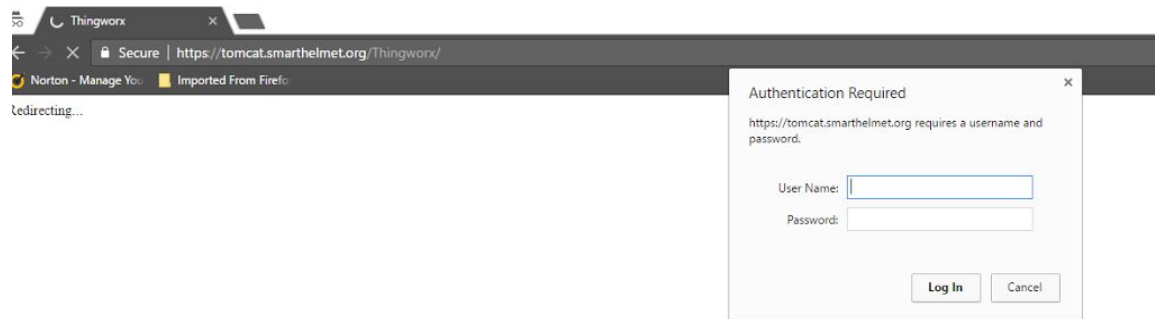 Thingworx
Secure | https://tomcat.smarthelmet.org/Thingworx/
Norton - Manage You Imported From Firefo
Redirecting...
Authentication Required
https://tomcat.smarthelmet.org requires a username and
password.
User Name:
Password:
Log In Cancel